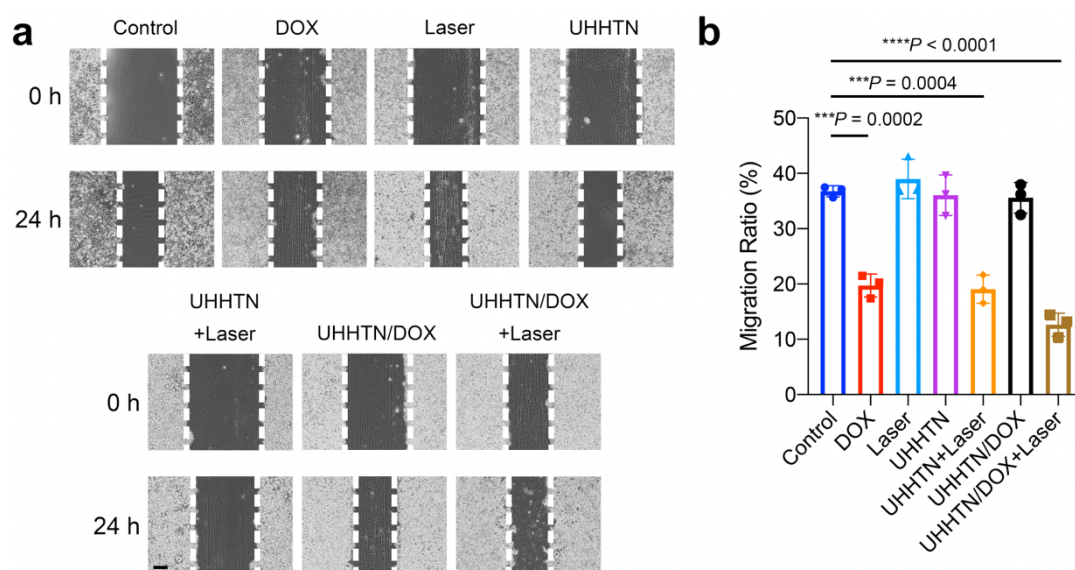 a
Control DOX Laser UHHTN
0 h
24 h
UHHTN
+Laser UHHTN/DOX UHHTN/DOX
+Laser
0 h
24 h
b
****P < 0.0001
***P = 0.0004
***P = 0.0002
Migration Ratio (%)
50
40
30
20
10
0
Control
DOX
Laser
UHHTN
UHHTN+Laser
UHHTN/DOX
UHHTN/DOX+Laser